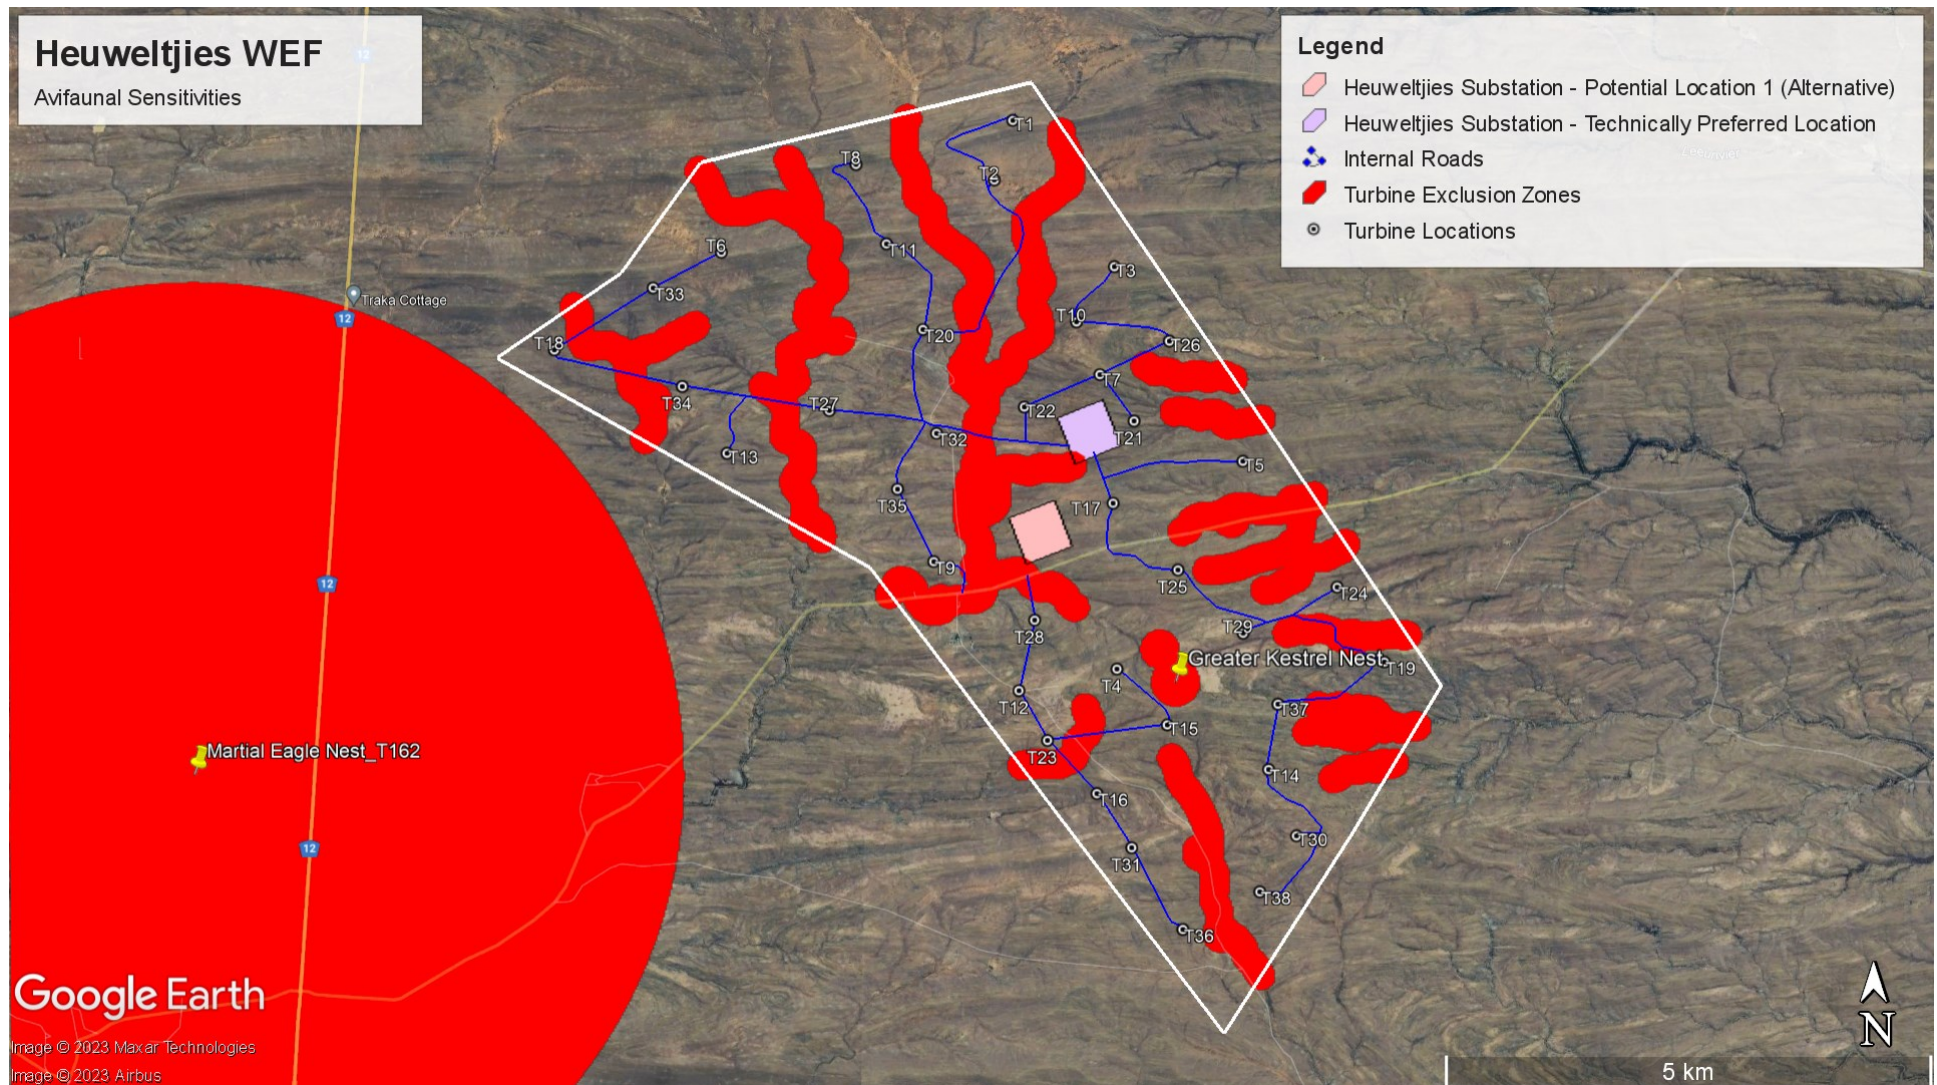 Heuweltjies WEF
Avifaunal Sensitivities
Legend
Heuweltjies Substation - Potential Location 1 (Alternative)
Heuweltjies Substation - Technically Preferred Location
Internal Roads
Turbine Exclusion Zones
Turbine Locations
12
T1
T8
T2
T6
T11
T3
T33
Traka Cottage
12
T10
T20
T18
T26
T7
T34
T27
T22
T32
T21
T13
T5
T35
T17
T9
12
T25
T24
T28
T29
Greater Kestrel Nest
T19
T4
T12
T37
T15
Martial Eagle Nest_T162
T23
T14
T16
T30
12
T31
T38
T36
Google Earth
N
Image © 2023 Maxar Technologies
Image © 2023 Airbus
5 km